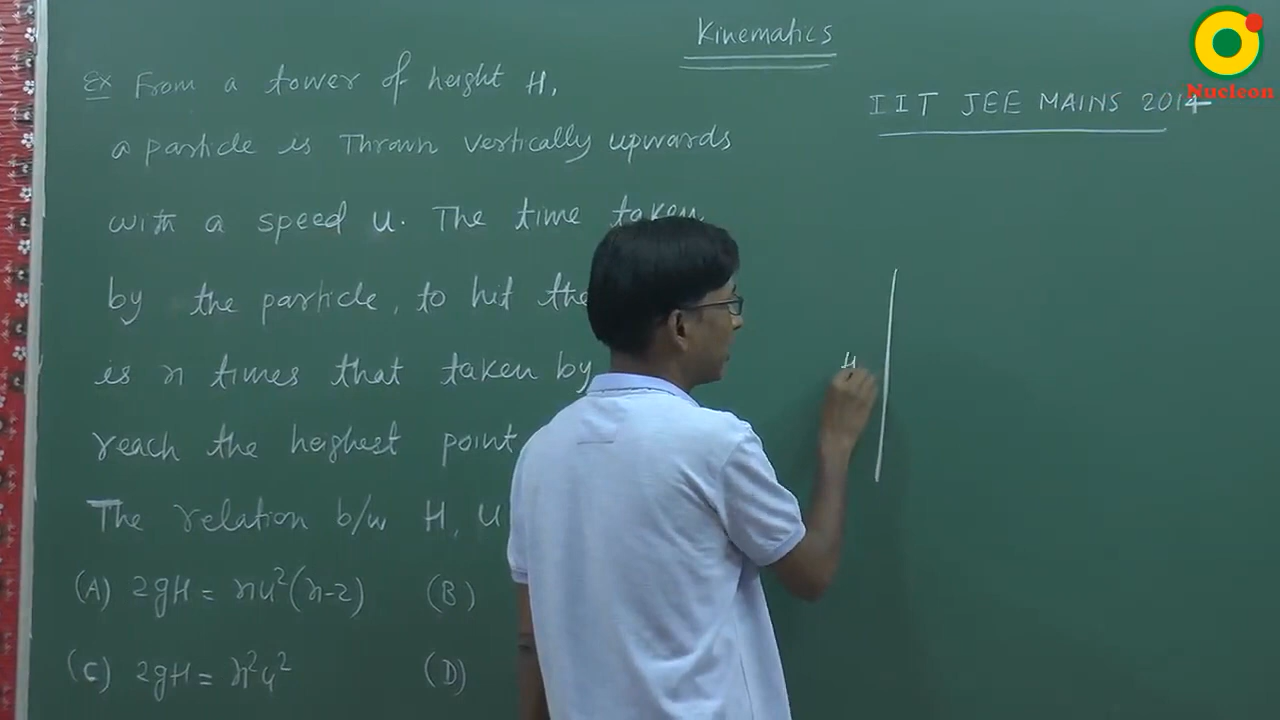 Kinematics
Nucleon
IIT JEE MAINS 2014
Ex From a tower of height H,
a particle is Thrown vertically upwards
with a speed u. The time taken
by the particle, to hit the
is n times that taken by
reach the heighest point
The relation b/w H, U
(A) 2gH = nu²(n-2) (B)
(C) 2gH = n²u² (D)
H